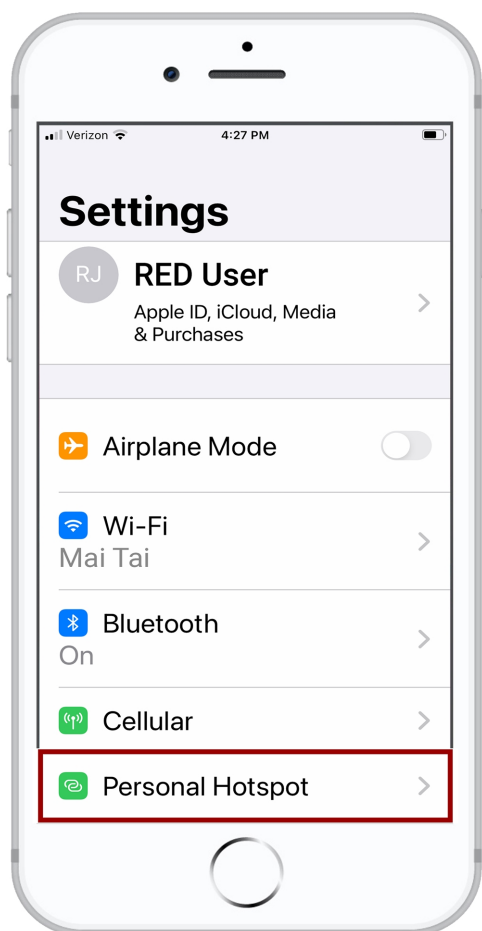 Verizon 4:27 PM
Settings
RJ
RED User
Apple ID, iCloud, Media
& Purchases
Airplane Mode
Wi-Fi
Mai Tai
Bluetooth
On
Cellular
Personal Hotspot